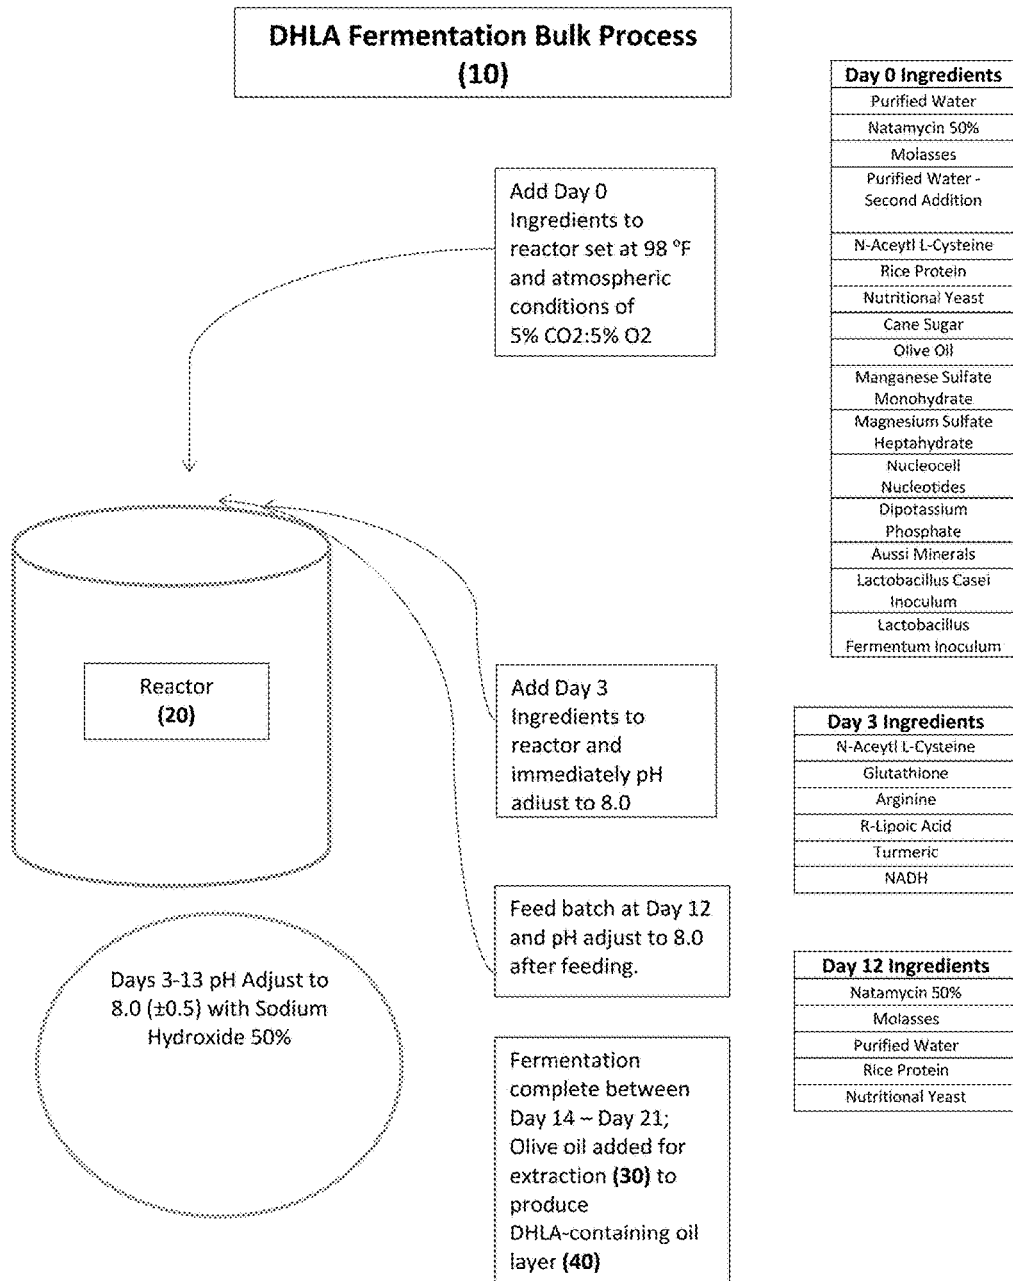 DHLA Fermentation Bulk Process
(10)
Add Day 0
Ingredients to
reactor set at 98 °F
and atmospheric
conditions of
5% CO2:5% O2
Reactor
(20)
Add Day 3
Ingredients to
reactor and
immediately pH
adjust to 8.0
Feed batch at Day 12
and pH adjust to 8.0
after feeding.
Days 3-13 pH Adjust to
8.0 (±0.5) with Sodium
Hydroxide 50%
Fermentation
complete between
Day 14 – Day 21;
Olive oil added for
extraction (30) to
produce
DHLA-containing oil
layer (40)
Day 0 Ingredients
Purified Water
Natamycin 50%
Molasses
Purified Water -
Second Addition
N-Aceytl L-Cysteine
Rice Protein
Nutritional Yeast
Cane Sugar
Olive Oil
Manganese Sulfate
Monohydrate
Magnesium Sulfate
Heptahydrate
Nucleocell
Nucleotides
Dipotassium
Phosphate
Aussi Minerals
Lactobacillus Casei
Inoculum
Lactobacillus
Fermentum Inoculum
Day 3 Ingredients
N-Aceytl L-Cysteine
Glutathione
Arginine
R-Lipoic Acid
Turmeric
NADH
Day 12 Ingredients
Natamycin 50%
Molasses
Purified Water
Rice Protein
Nutritional Yeast